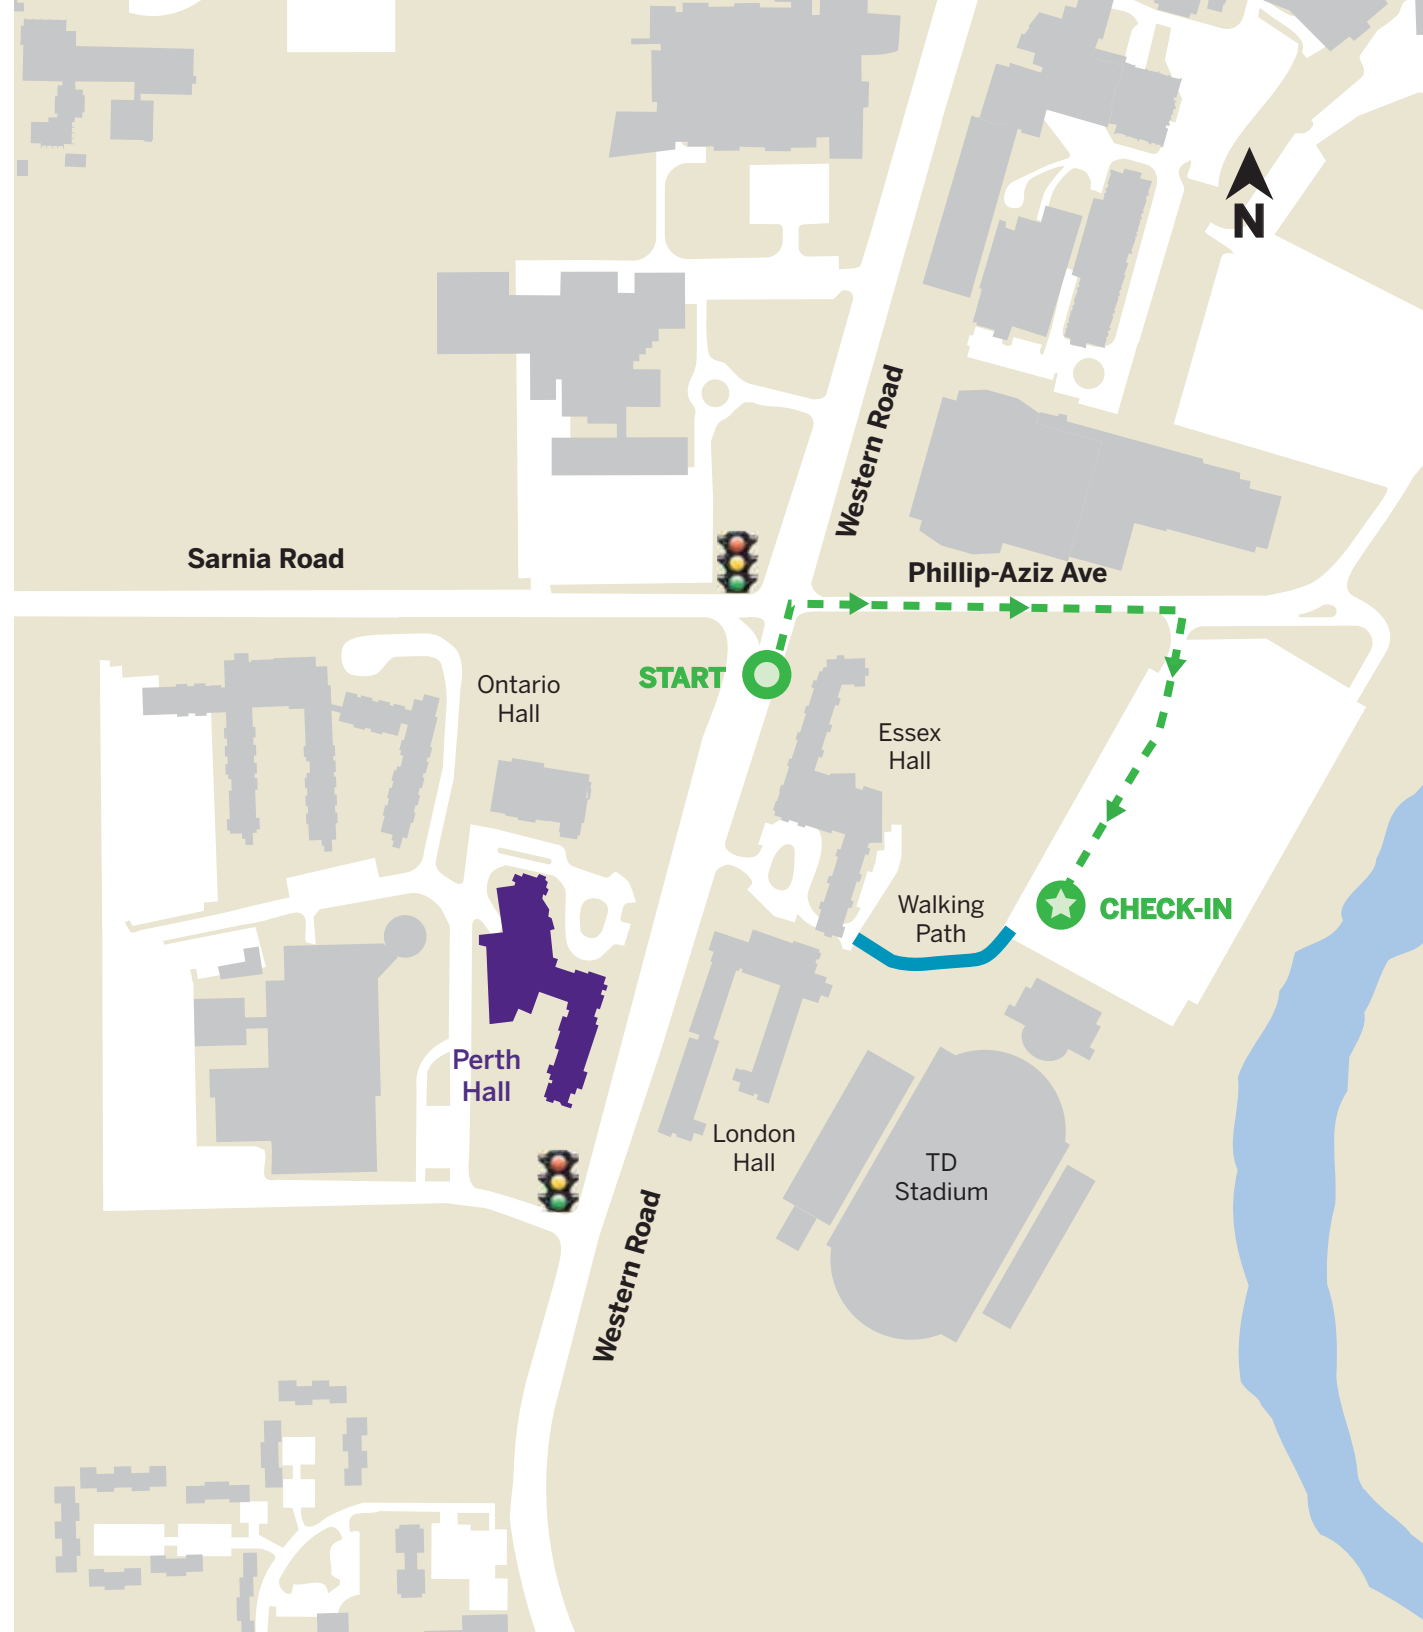 N
Western Road
Sarnia Road
Phillip-Aziz Ave
START
Ontario
Hall
Essex
Hall
Walking
Path
CHECK-IN
Perth
Hall
London
Hall
TD
Stadium
Western Road